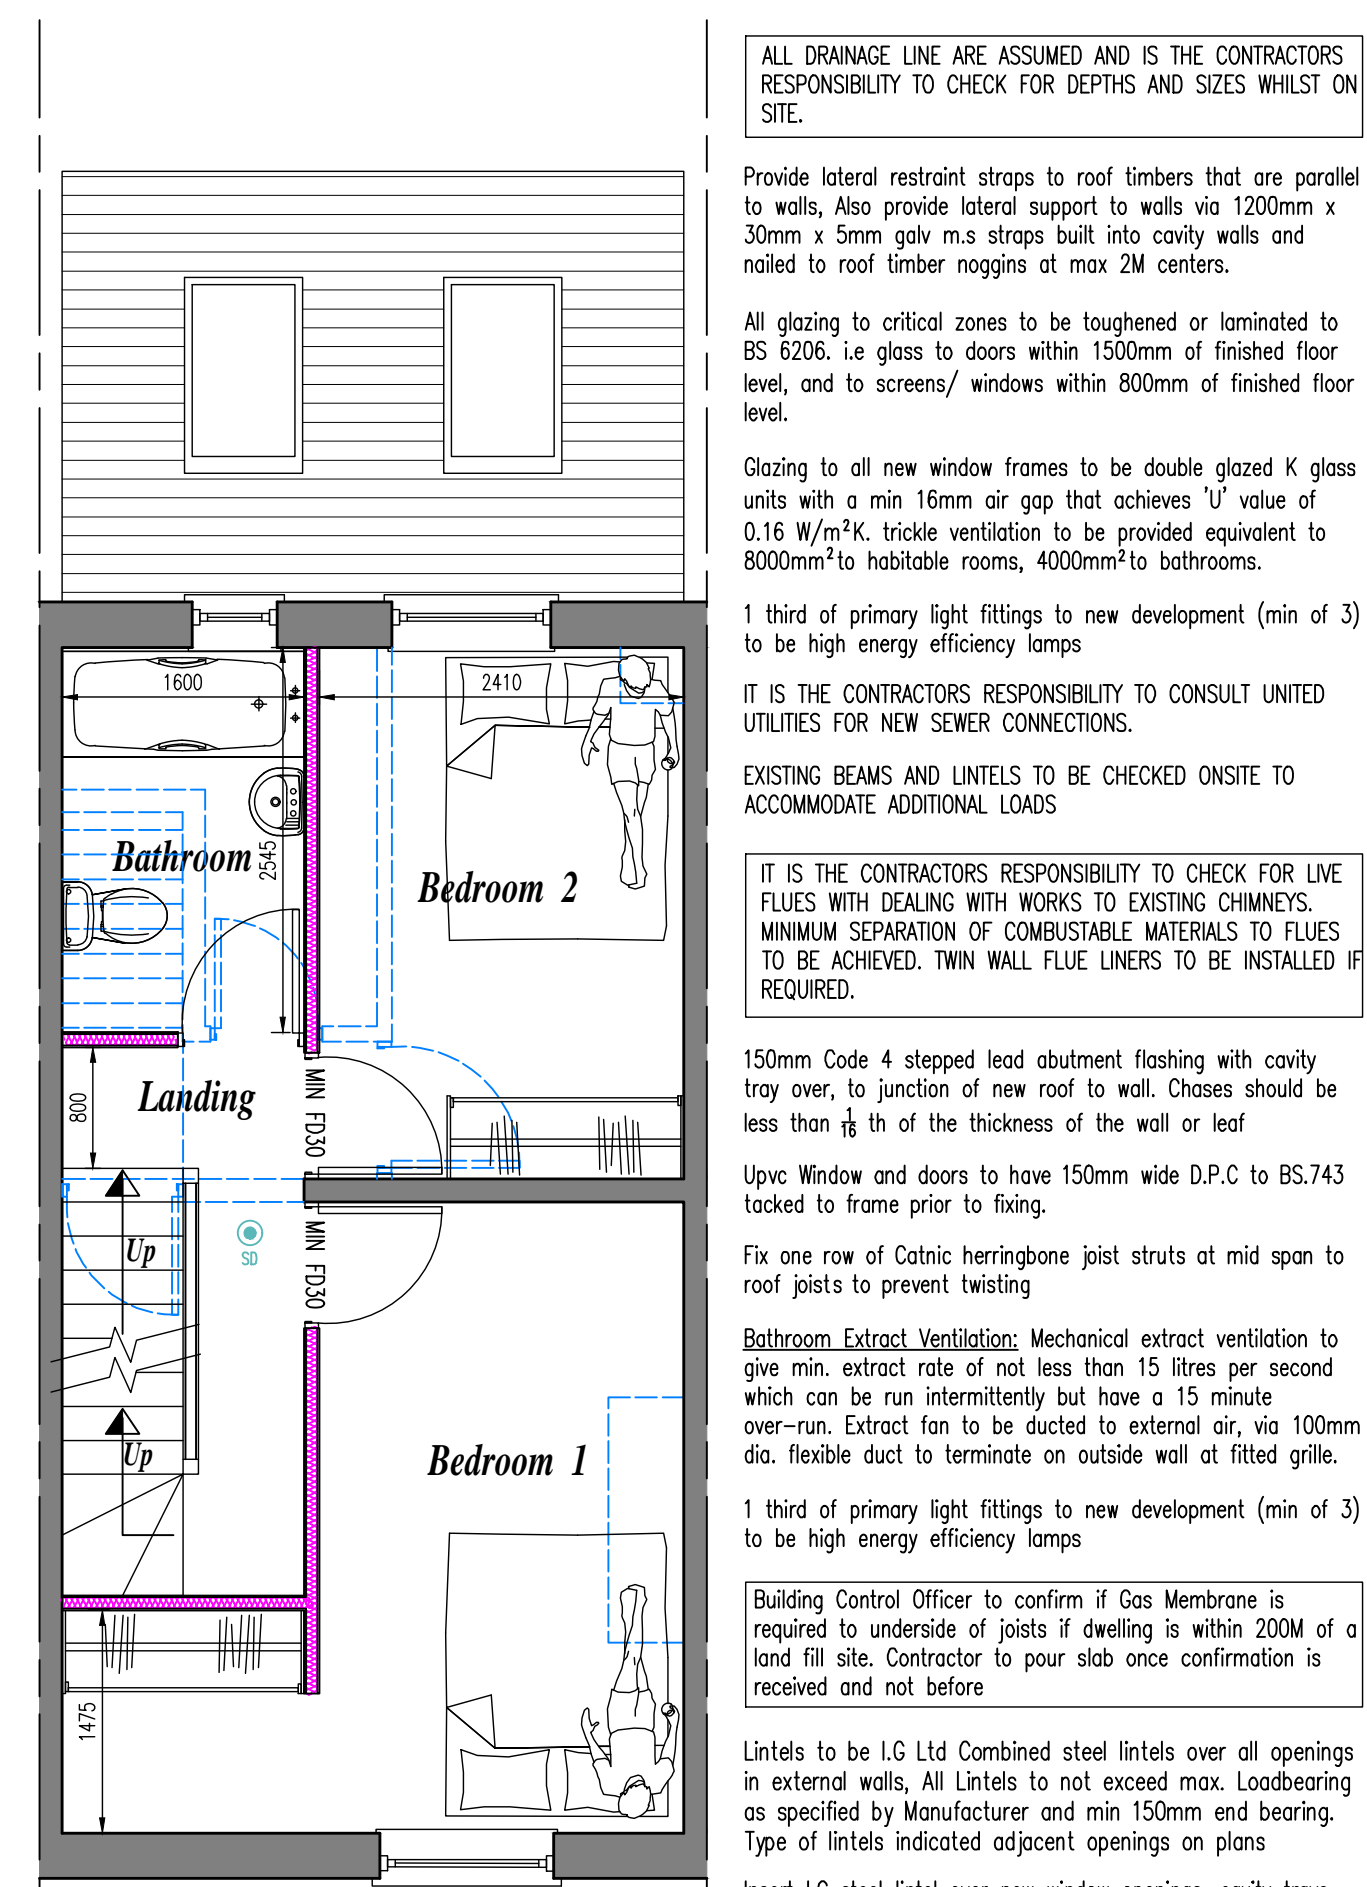 1600
2410
Bathroom
2545
Bedroom 2
Landing
800
MIN FD30
Up
SD
MIN FD30
Up
Bedroom 1
1475
ALL DRAINAGE LINE ARE ASSUMED AND IS THE CONTRACTORS
RESPONSIBILITY TO CHECK FOR DEPTHS AND SIZES WHILST ON
SITE.
Provide lateral restraint straps to roof timbers that are parallel
to walls, Also provide lateral support to walls via 1200mm x
30mm x 5mm galv m.s straps built into cavity walls and
nailed to roof timber noggins at max 2M centers.
All glazing to critical zones to be toughened or laminated to
BS 6206. i.e glass to doors within 1500mm of finished floor
level, and to screens/ windows within 800mm of finished floor
level.
Glazing to all new window frames to be double glazed K glass
units with a min 16mm air gap that achieves 'U' value of
0.16 W/m²K. trickle ventilation to be provided equivalent to
8000mm² to habitable rooms, 4000mm² to bathrooms.
1 third of primary light fittings to new development (min of 3)
to be high energy efficiency lamps
IT IS THE CONTRACTORS RESPONSIBILITY TO CONSULT UNITED
UTILITIES FOR NEW SEWER CONNECTIONS.
EXISTING BEAMS AND LINTELS TO BE CHECKED ONSITE TO
ACCOMMODATE ADDITIONAL LOADS
IT IS THE CONTRACTORS RESPONSIBILITY TO CHECK FOR LIVE
FLUES WITH DEALING WITH WORKS TO EXISTING CHIMNEYS.
MINIMUM SEPARATION OF COMBUSTABLE MATERIALS TO FLUES
TO BE ACHIEVED. TWIN WALL FLUE LINERS TO BE INSTALLED IF
REQUIRED.
150mm Code 4 stepped lead abutment flashing with cavity
tray over, to junction of new roof to wall. Chases should be
less than 1/16 th of the thickness of the wall or leaf
Upvc Window and doors to have 150mm wide D.P.C to BS.743
tacked to frame prior to fixing.
Fix one row of Catnic herringbone joist struts at mid span to
roof joists to prevent twisting
Bathroom Extract Ventilation: Mechanical extract ventilation to
give min. extract rate of not less than 15 litres per second
which can be run intermittently but have a 15 minute
over-run. Extract fan to be ducted to external air, via 100mm
dia. flexible duct to terminate on outside wall at fitted grille.
1 third of primary light fittings to new development (min of 3)
to be high energy efficiency lamps
Building Control Officer to confirm if Gas Membrane is
required to underside of joists if dwelling is within 200M of a
land fill site. Contractor to pour slab once confirmation is
received and not before
Lintels to be I.G Ltd Combined steel lintels over all openings
in external walls, All Lintels to not exceed max. Loadbearing
as specified by Manufacturer and min 150mm end bearing.
Type of lintels indicated adjacent openings on plans
Insert I.G steel lintel over new window openings, cavity trays